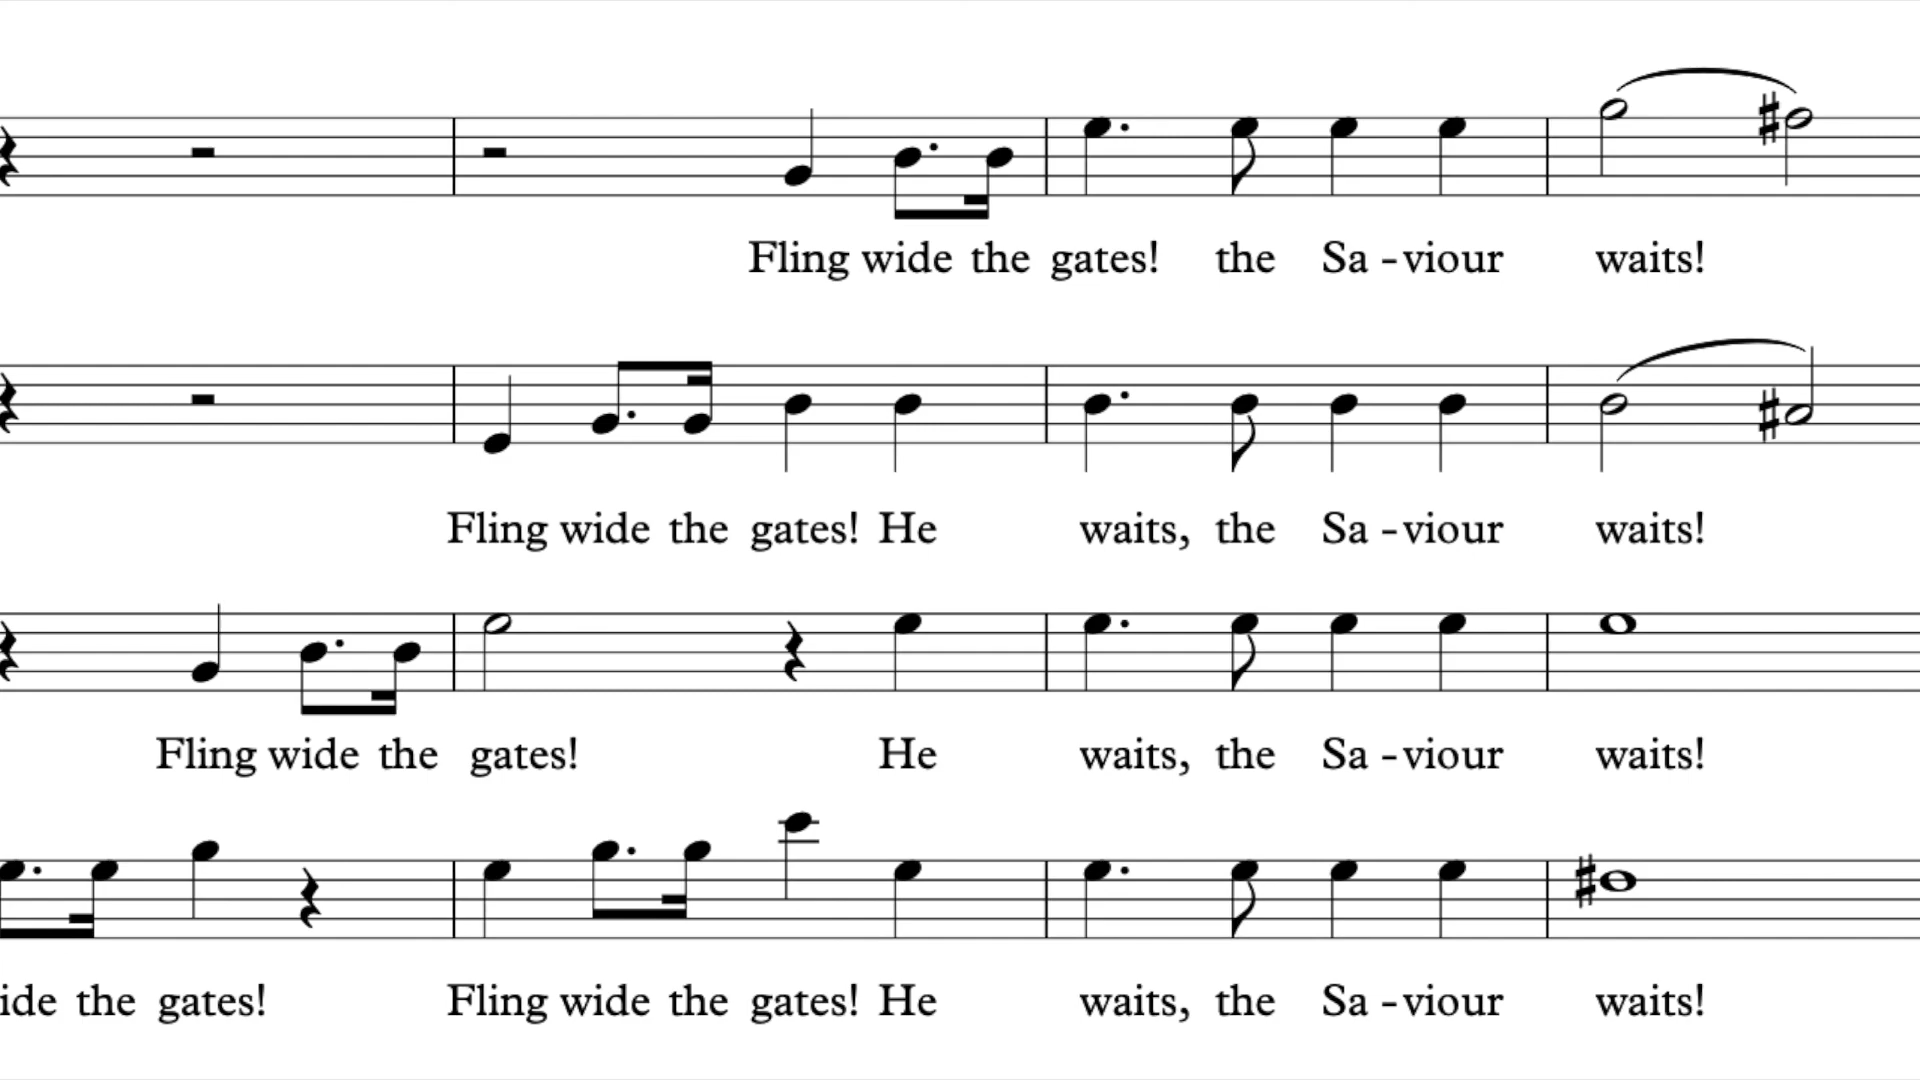 Fling wide the gates! the Sa - viour waits!
Fling wide the gates! He waits, the Sa - viour waits!
Fling wide the gates! He waits, the Sa - viour waits!
ide the gates! Fling wide the gates! He waits, the Sa - viour waits!